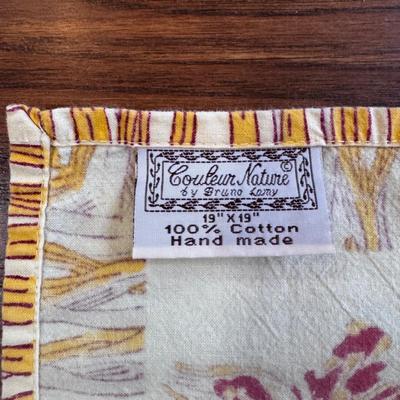 Couleur Nature©
by Bruno Lamy
19" X 19"
100% Cotton
Hand made